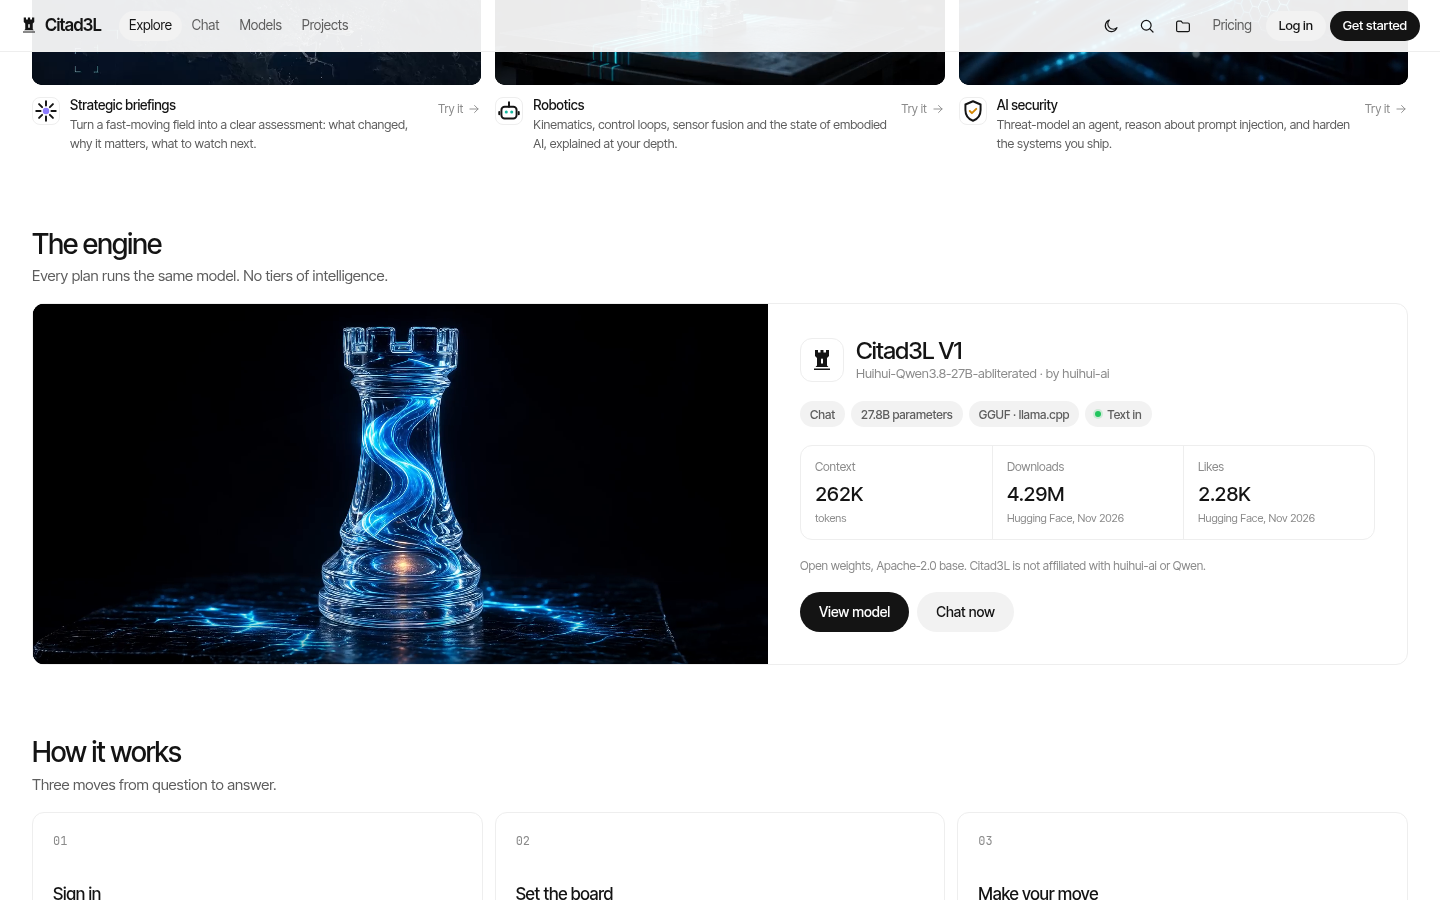 Citad3L
Explore
Chat
Models
Projects
Pricing
Log in
Get started
Strategic briefings
Try it →
Turn a fast-moving field into a clear assessment: what changed,
why it matters, what to watch next.
Robotics
Try it →
Kinematics, control loops, sensor fusion and the state of embodied
AI, explained at your depth.
AI security
Try it →
Threat-model an agent, reason about prompt injection, and harden
the systems you ship.
The engine
Every plan runs the same model. No tiers of intelligence.
Citad3L V1
Huihui-Qwen3.8-27B-abliterated · by huihui-ai
Chat
27.8B parameters
GGUF · llama.cpp
Text in
Context
262K
tokens
Downloads
4.29M
Hugging Face, Nov 2026
Likes
2.28K
Hugging Face, Nov 2026
Open weights, Apache-2.0 base. Citad3L is not affiliated with huihui-ai or Qwen.
View model
Chat now
How it works
Three moves from question to answer.
01
Sign in
02
Set the board
03
Make your move